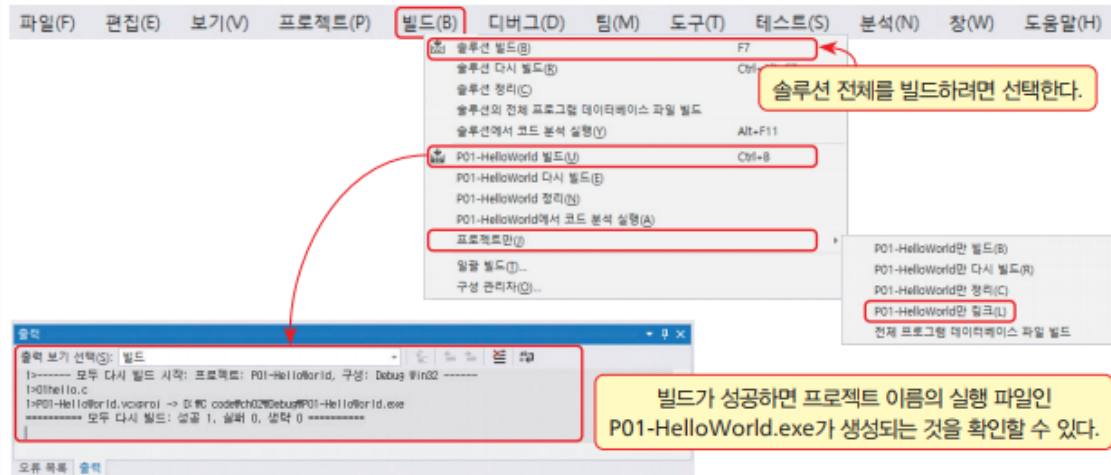 파일(F) 편집(E) 보기(V) 프로젝트(P) 빌드(B) 디버그(D) 팀(M) 도구(T) 테스트(S) 분석(N) 창(W) 도움말(H)
솔루션 빌드(B) F7
솔루션 다시 빌드(R)
솔루션 전체를 빌드하려면 선택한다.
솔루션 정리(C)
솔루션의 전체 프로그램 데이터베이스 파일 빌드
솔루션에서 코드 분석 실행(Y) Alt+F11
P01-HelloWorld 빌드(U) Ctrl+B
P01-HelloWorld 다시 빌드(E)
P01-HelloWorld 정리(N)
P01-HelloWorld에서 코드 분석 실행(A)
프로젝트만(J)
일괄 빌드(T)...
구성 관리자(O)...
P01-HelloWorld만 빌드(B)
P01-HelloWorld만 다시 빌드(R)
P01-HelloWorld만 정리(C)
P01-HelloWorld만 링크(L)
전체 프로그램 데이터베이스 파일 빌드
출력
출력 보기 선택(S): 빌드
1>------ 모두 다시 빌드 시작: 프로젝트: P01-HelloWorld, 구성: Debug Win32 ------
1>01hello.c
1>P01-HelloWorld.vcxproj -> D:₩C code₩ch02₩Debug₩P01-HelloWorld.exe
========== 모두 다시 빌드: 성공 1, 실패 0, 생략 0 ==========
오류 목록 출력
빌드가 성공하면 프로젝트 이름의 실행 파일인
P01-HelloWorld.exe가 생성되는 것을 확인할 수 있다.